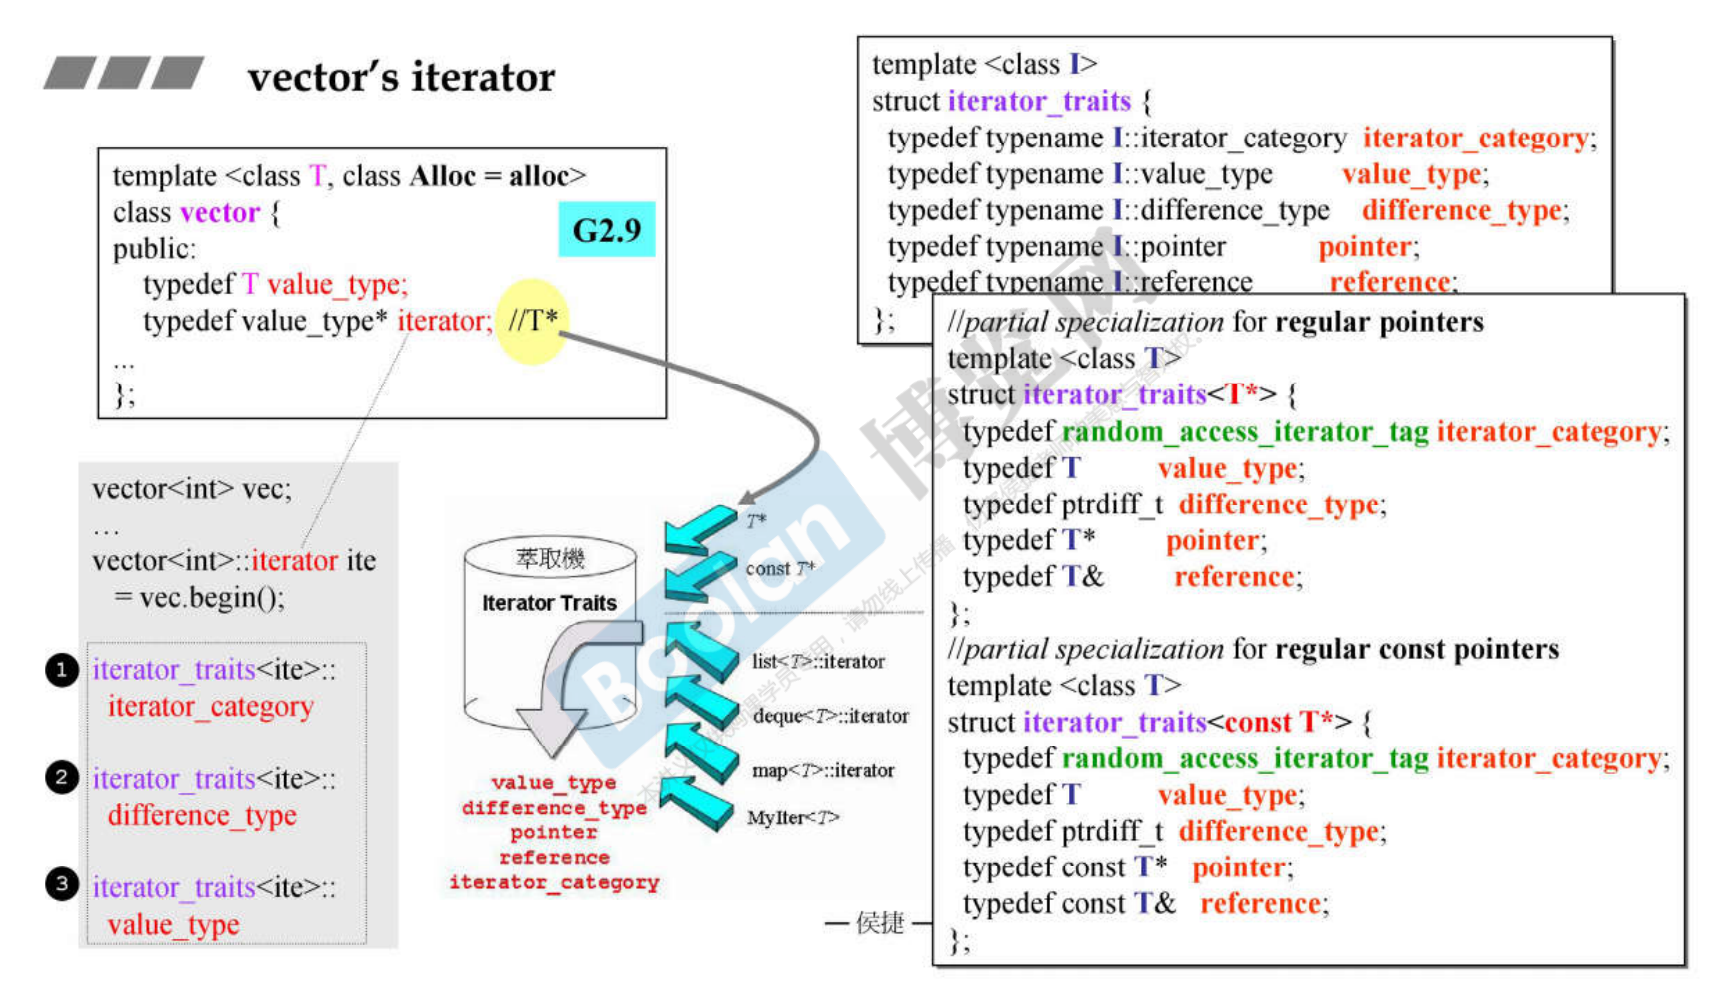 vector's iterator
template <class T, class Alloc = alloc>
class vector {
public:
typedef T value_type;
typedef value_type* iterator; //T*
...
};
G2.9
vector<int> vec;
...
vector<int>::iterator ite
= vec.begin();
1 iterator_traits<ite>::
iterator_category
2 iterator_traits<ite>::
difference_type
3 iterator_traits<ite>::
value_type
萃取機
Iterator Traits
value_type
difference_type
pointer
reference
iterator_category
T*
const T*
list<T>::iterator
deque<T>::iterator
map<T>::iterator
MyIter<T>
template <class I>
struct iterator_traits {
typedef typename I::iterator_category iterator_category;
typedef typename I::value_type value_type;
typedef typename I::difference_type difference_type;
typedef typename I::pointer pointer;
typedef typename I::reference reference;
};
//partial specialization for regular pointers
template <class T>
struct iterator_traits<T*> {
typedef random_access_iterator_tag iterator_category;
typedef T value_type;
typedef ptrdiff_t difference_type;
typedef T* pointer;
typedef T& reference;
};
//partial specialization for regular const pointers
template <class T>
struct iterator_traits<const T*> {
typedef random_access_iterator_tag iterator_category;
typedef T value_type;
typedef ptrdiff_t difference_type;
typedef const T* pointer;
typedef const T& reference;
};
— 侯捷 —
Boolan
博览网